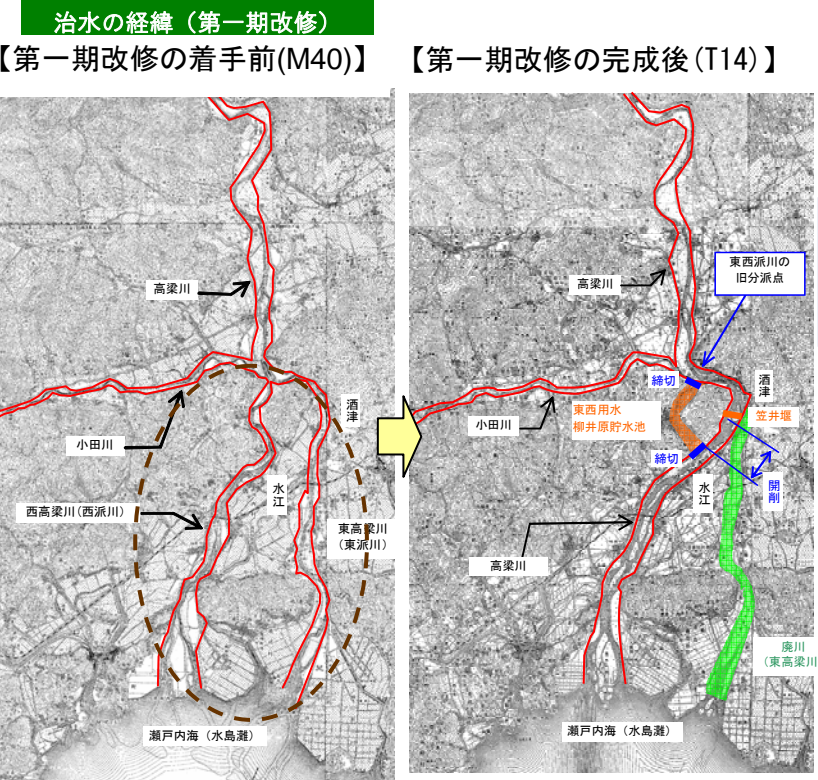 治水の経緯（第一期改修）
【第一期改修の着手前(M40)】
【第一期改修の完成後(T14)】
高梁川
小田川
酒津
西高梁川(西派川)
水江
東高梁川
(東派川)
瀬戸内海（水島灘）
東西派川の
旧分派点
高梁川
締切
酒津
小田川
東西用水
柳井原貯水池
笠井堰
締切
開削
水江
高梁川
廃川
(東高梁川
瀬戸内海（水島灘）